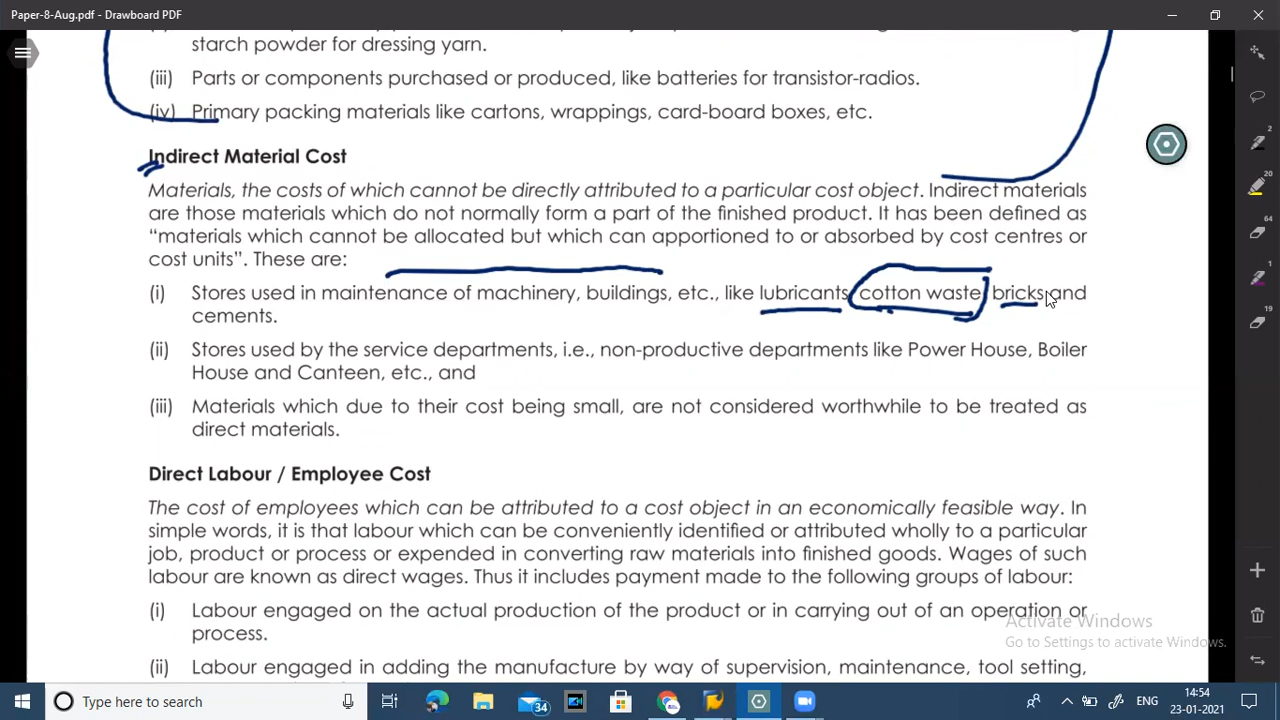 Paper-8-Aug.pdf - Drawboard PDF
starch powder for dressing yarn.
(iii) Parts or components purchased or produced, like batteries for transistor-radios.
(iv) Primary packing materials like cartons, wrappings, card-board boxes, etc.
Indirect Material Cost
Materials, the costs of which cannot be directly attributed to a particular cost object. Indirect materials
are those materials which do not normally form a part of the finished product. It has been defined as
“materials which cannot be allocated but which can apportioned to or absorbed by cost centres or
cost units”. These are:
(i) Stores used in maintenance of machinery, buildings, etc., like lubricants, cotton waste, bricks and
cements.
(ii) Stores used by the service departments, i.e., non-productive departments like Power House, Boiler
House and Canteen, etc., and
(iii) Materials which due to their cost being small, are not considered worthwhile to be treated as
direct materials.
Direct Labour / Employee Cost
The cost of employees which can be attributed to a cost object in an economically feasible way. In
simple words, it is that labour which can be conveniently identified or attributed wholly to a particular
job, product or process or expended in converting raw materials into finished goods. Wages of such
labour are known as direct wages. Thus it includes payment made to the following groups of labour:
(i) Labour engaged on the actual production of the product or in carrying out of an operation or
process.
(ii) Labour engaged in adding the manufacture by way of supervision, maintenance, tool setting,
2
20
64
9
19
Activate Windows
Go to Settings to activate Windows.
Type here to search
34
ENG
14:54
23-01-2021